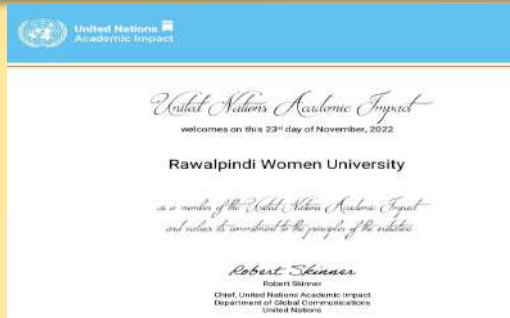 United Nations
Academic Impact
United Nations Academic Impact
welcomes on this 23rd day of November, 2022
Rawalpindi Women University
as a member of the United Nations Academic Impact
and values its commitment to the principles of the initiative.
Robert Skinner
Robert Skinner
Chief, United Nations Academic Impact
Department of Global Communications
United Nations